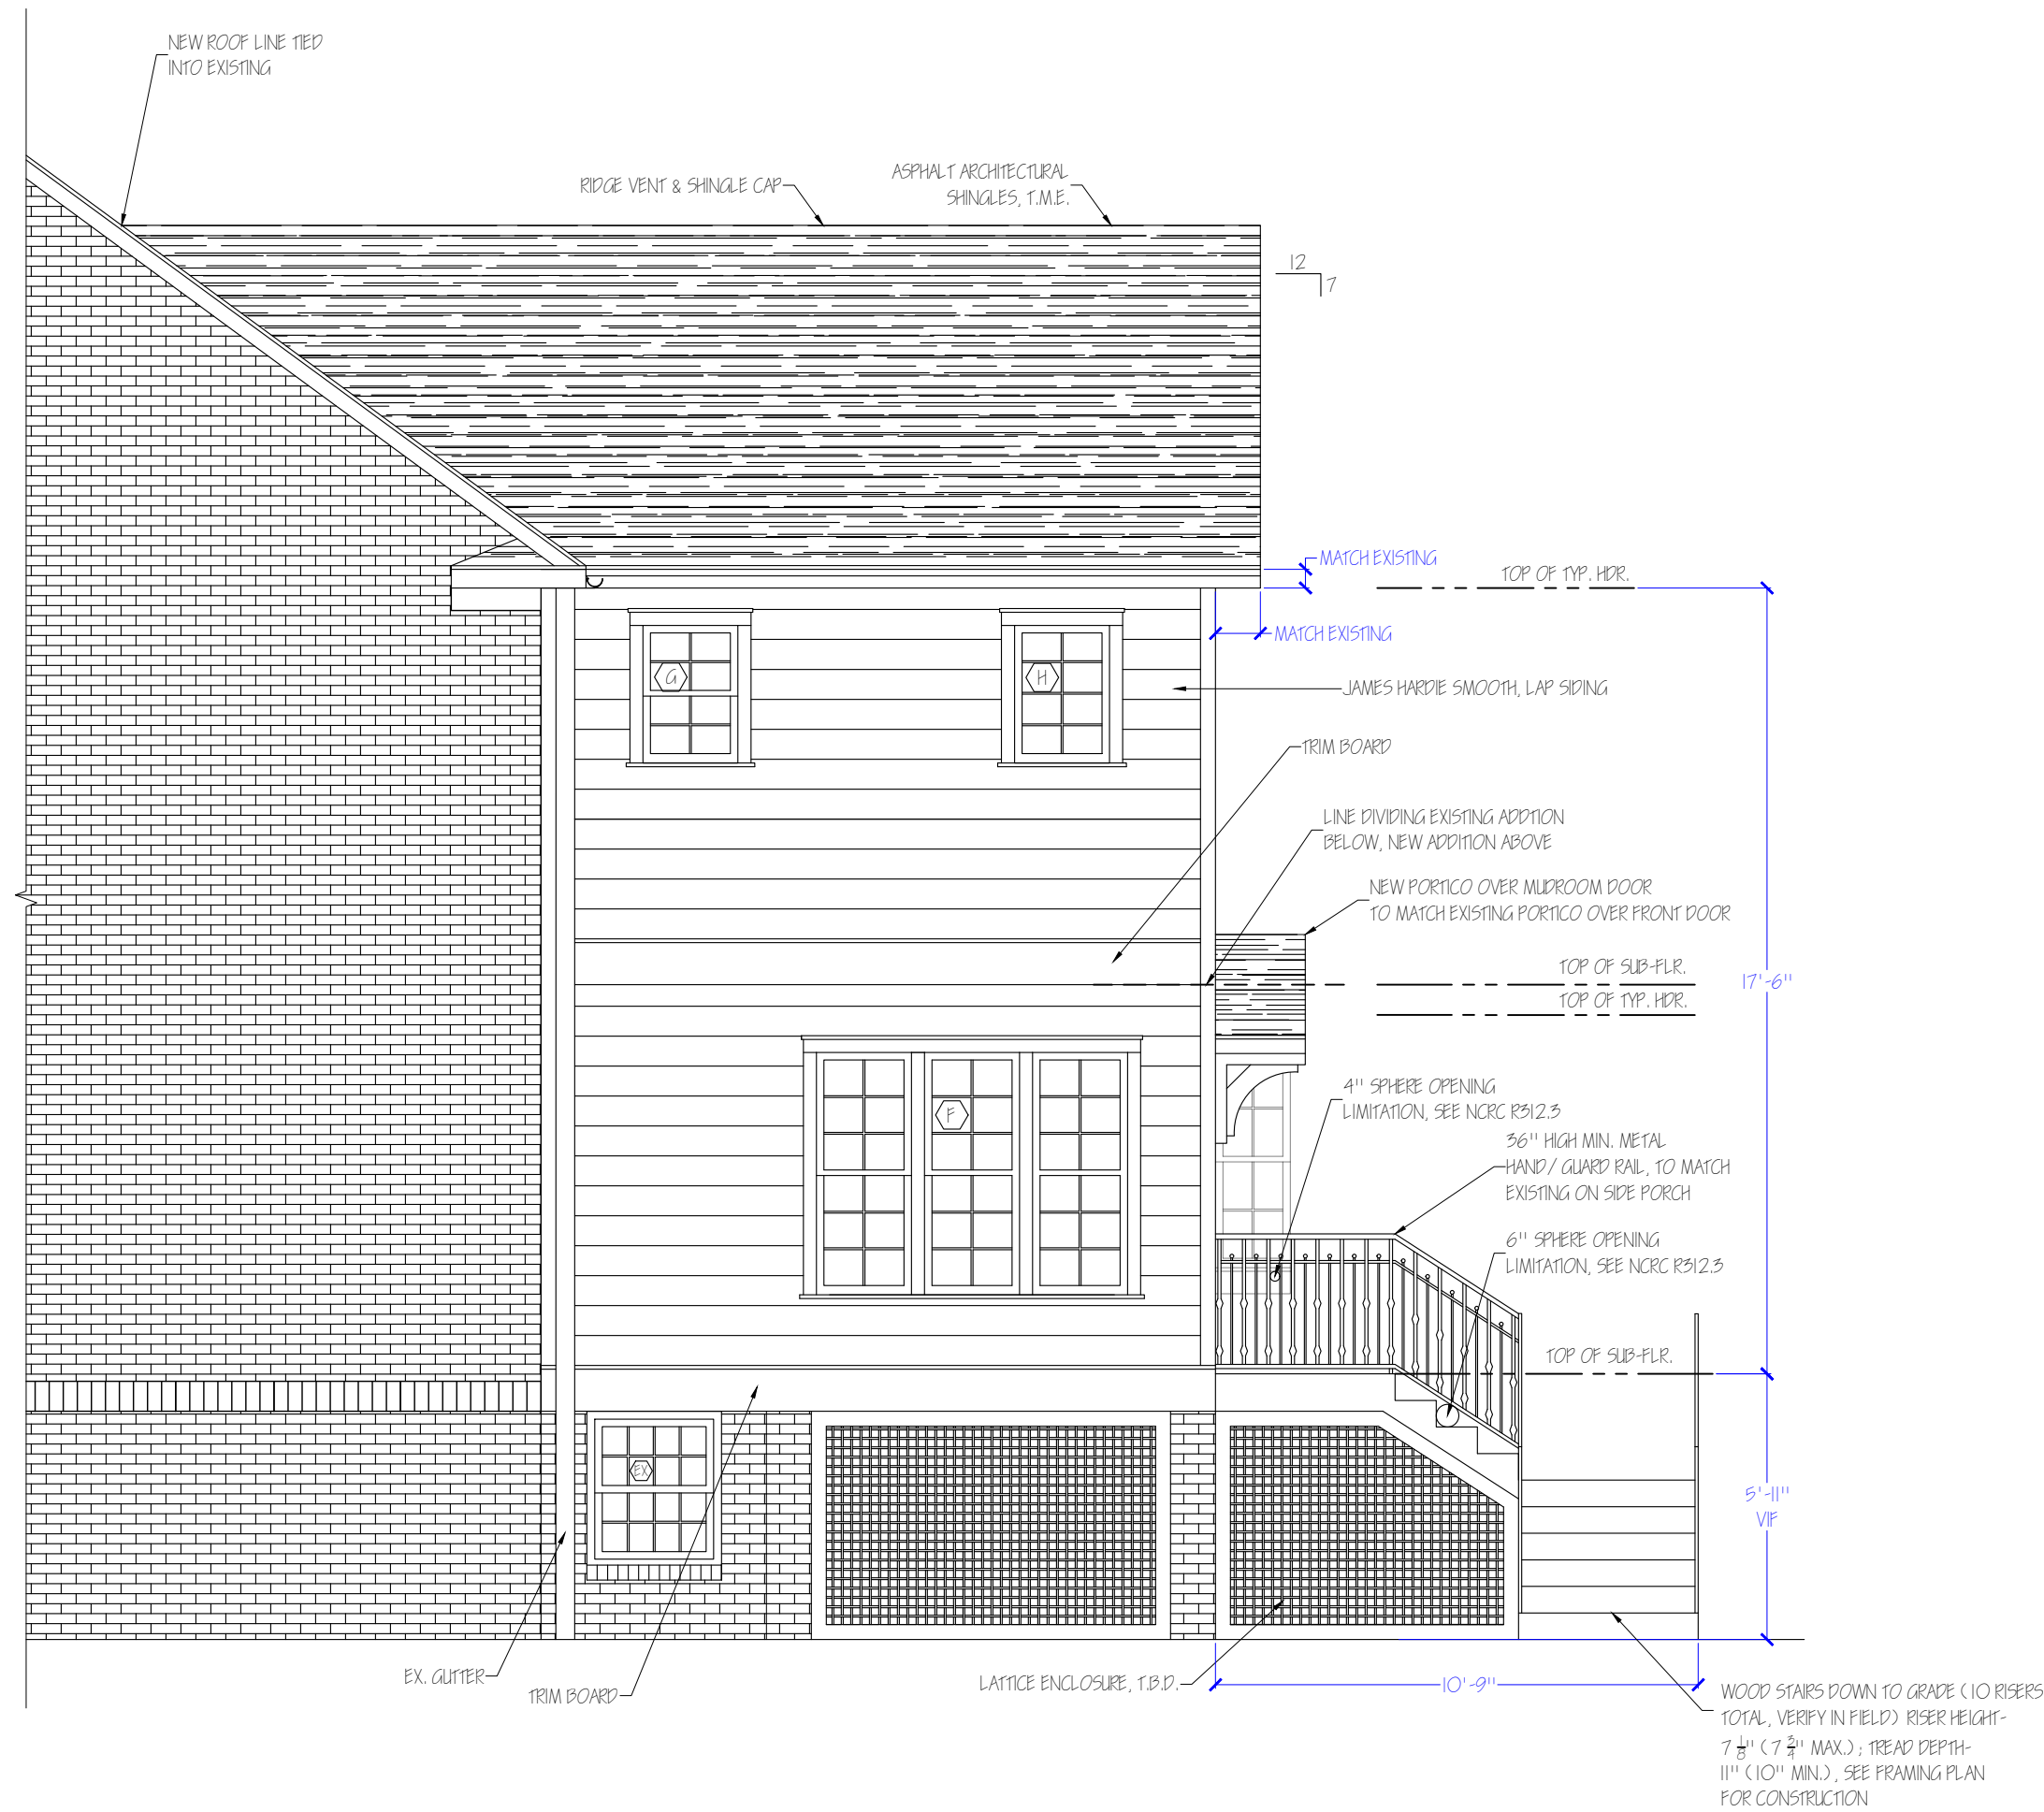 NEW ROOF LINE TIED
INTO EXISTING
RIDGE VENT & SHINGLE CAP
ASPHALT ARCHITECTURAL
SHINGLES, T.M.E.
12
7
MATCH EXISTING
TOP OF TYP. HDR.
MATCH EXISTING
G
H
JAMES HARDIE SMOOTH, LAP SIDING
TRIM BOARD
LINE DIVIDING EXISTING ADDTION
BELOW, NEW ADDITION ABOVE
NEW PORTICO OVER MUDROOM DOOR
TO MATCH EXISTING PORTICO OVER FRONT DOOR
TOP OF SUB-FLR.
17'-6"
TOP OF TYP. HDR.
F
4" SPHERE OPENING
LIMITATION, SEE NCRC R312.3
36" HIGH MIN. METAL
HAND/ GUARD RAIL, TO MATCH
EXISTING ON SIDE PORCH
6" SPHERE OPENING
LIMITATION, SEE NCRC R312.3
TOP OF SUB-FLR.
EX
5'-11"
VIF
EX. GUTTER
TRIM BOARD
LATTICE ENCLOSURE, T.B.D.
10'-9"
WOOD STAIRS DOWN TO GRADE (10 RISERS
TOTAL, VERIFY IN FIELD) RISER HEIGHT-
7 1/8" (7 3/4" MAX.) ; TREAD DEPTH-
11" (10" MIN.), SEE FRAMING PLAN
FOR CONSTRUCTION